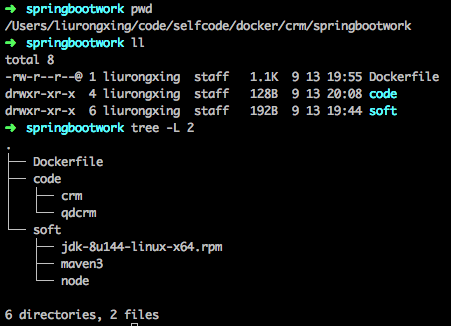 ➜ springbootwork pwd
/Users/liurongxing/code/selfcode/docker/crm/springbootwork
➜ springbootwork ll
total 8
-rw-r--r--@ 1 liurongxing staff 1.1K 9 13 19:55 Dockerfile
drwxr-xr-x 4 liurongxing staff 128B 9 13 20:08 code
drwxr-xr-x 6 liurongxing staff 192B 9 13 19:44 soft
➜ springbootwork tree -L 2
.
├── Dockerfile
├── code
│   ├── crm
│   └── qdcrm
└── soft
    ├── jdk-8u144-linux-x64.rpm
    ├── maven3
    └── node
6 directories, 2 files